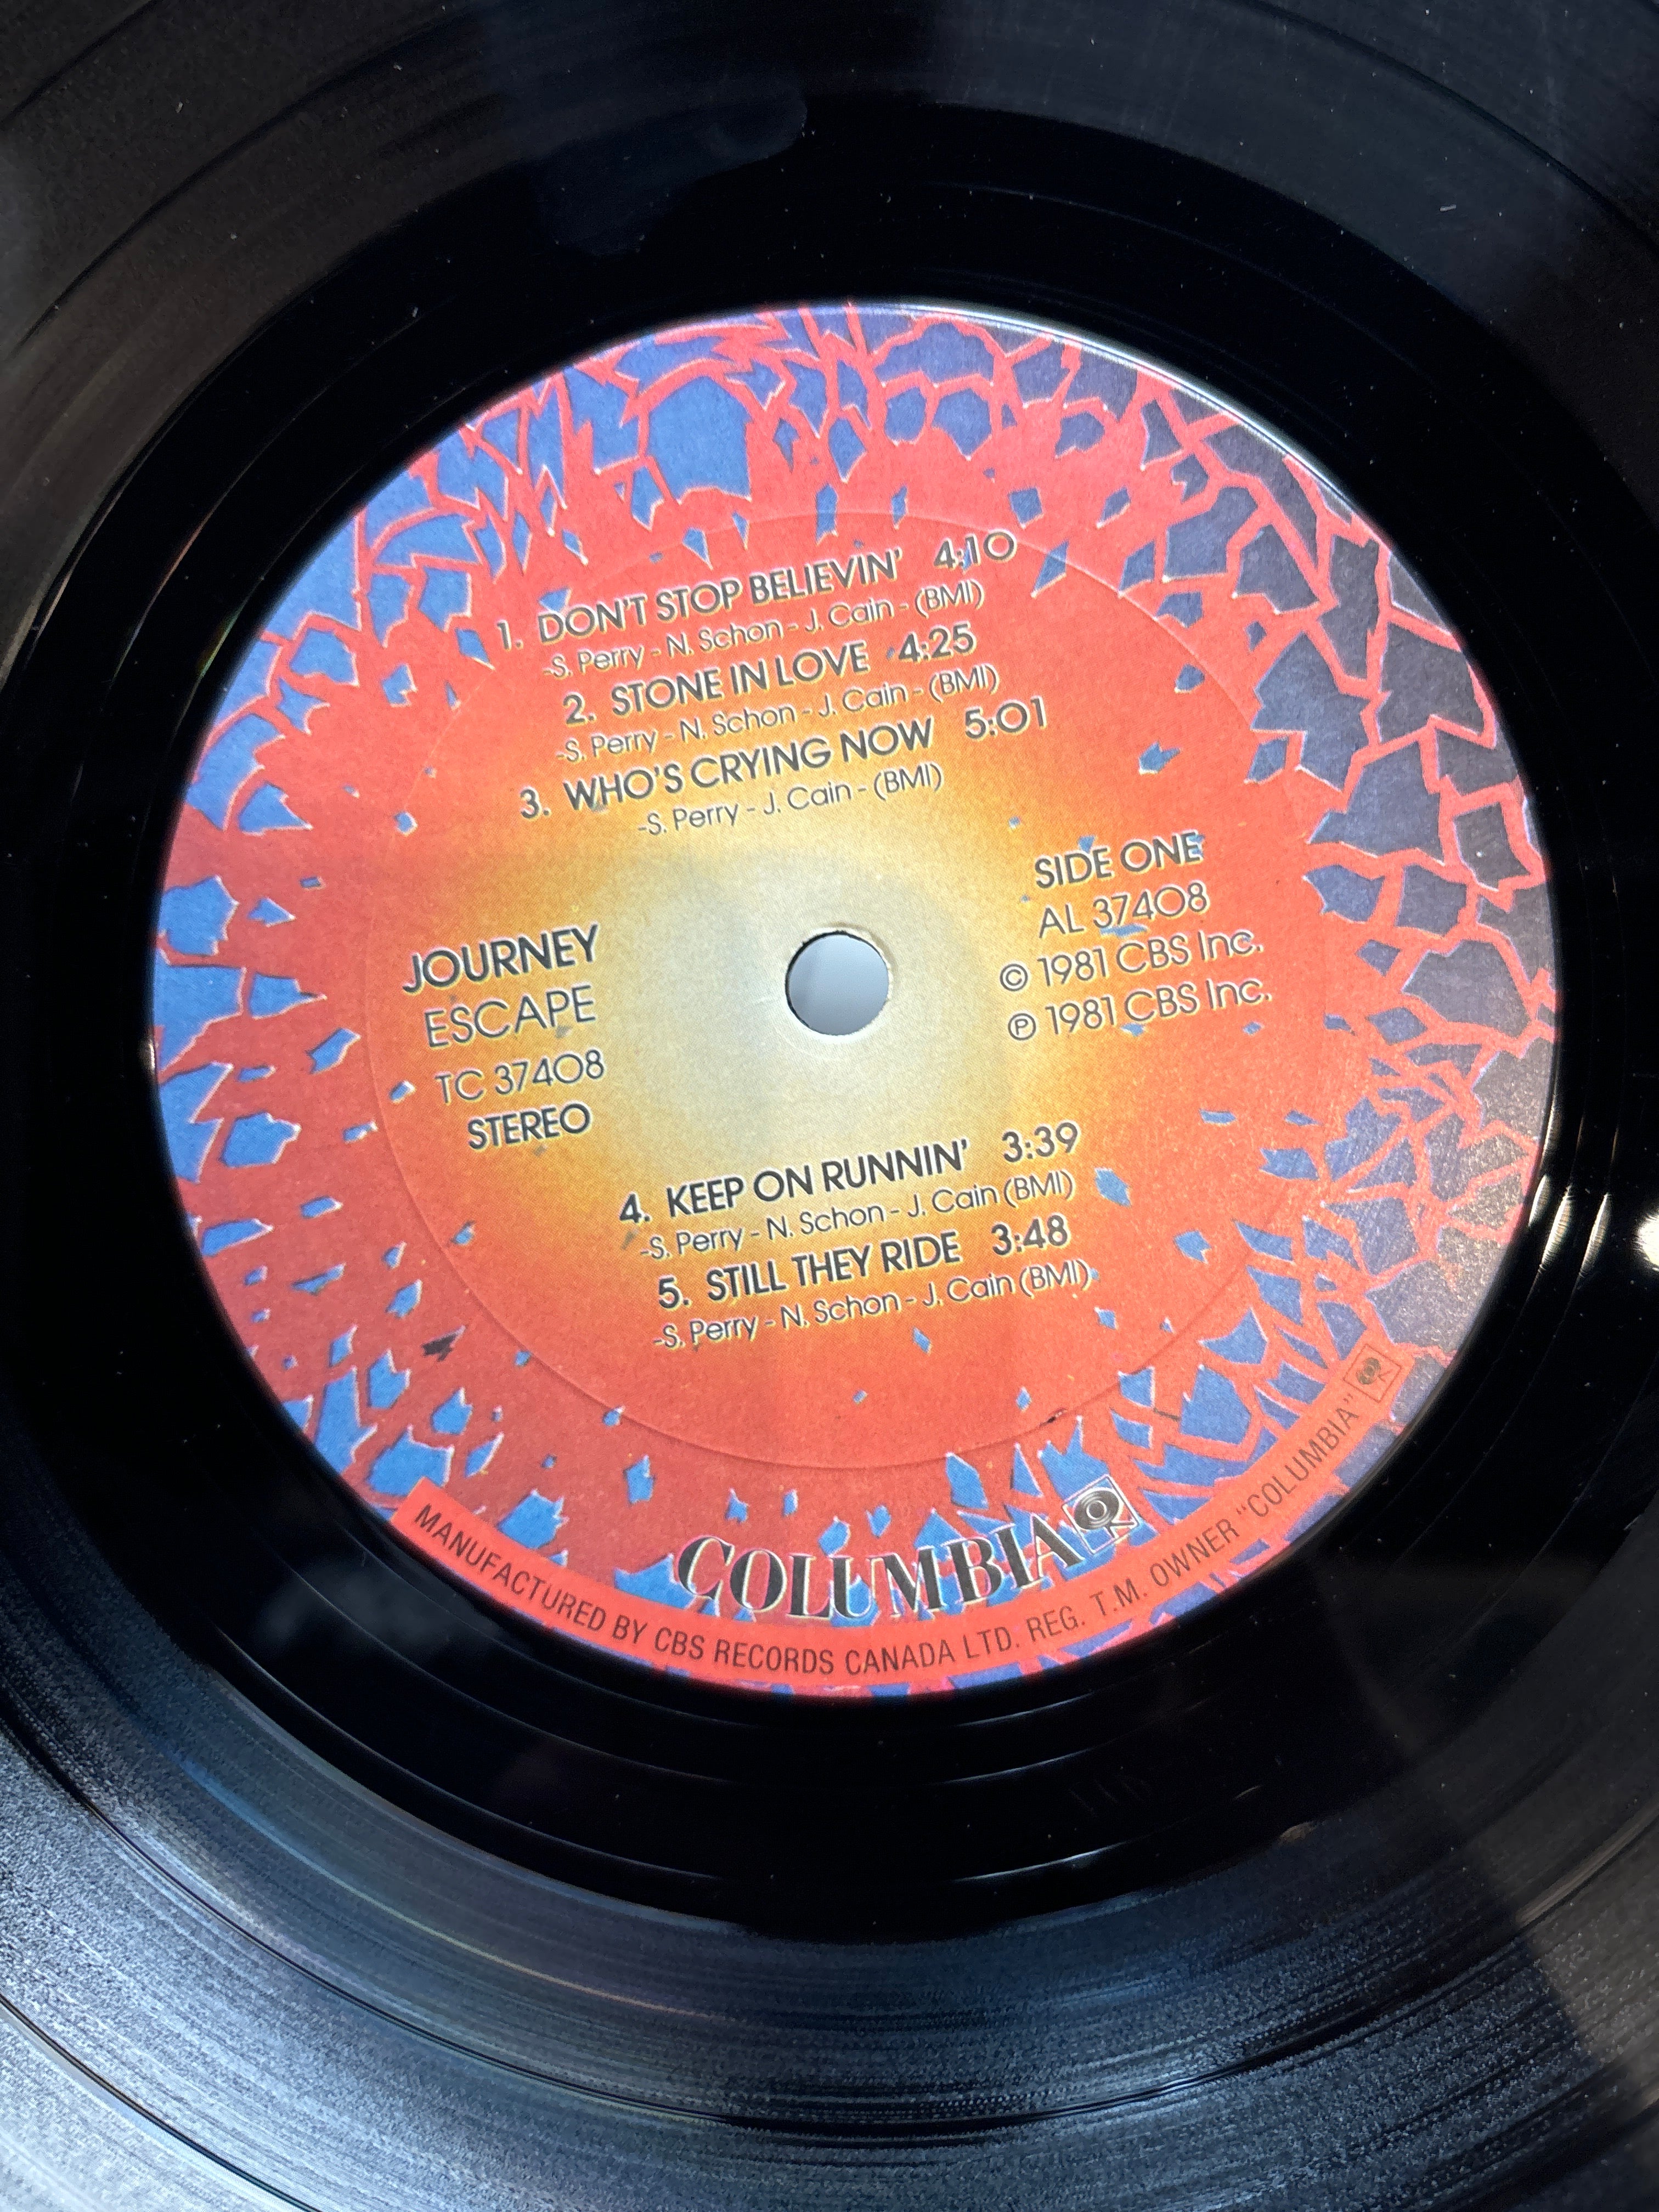 1. DON'T STOP BELIEVIN' 4:10
-S. Perry - N. Schon - J. Cain - (BMI)
2. STONE IN LOVE 4:25
-S. Perry - N. Schon - J. Cain - (BMI)
3. WHO'S CRYING NOW 5:01
-S. Perry - J. Cain - (BMI)
JOURNEY
ESCAPE
TC 37408
STEREO
SIDE ONE
AL 37408
© 1981 CBS Inc.
℗ 1981 CBS Inc.
4. KEEP ON RUNNIN' 3:39
-S. Perry - N. Schon - J. Cain (BMI)
5. STILL THEY RIDE 3:48
-S. Perry - N. Schon - J. Cain (BMI)
COLUMBIA
MANUFACTURED BY CBS RECORDS CANADA LTD. REG. T.M. OWNER "COLUMBIA"